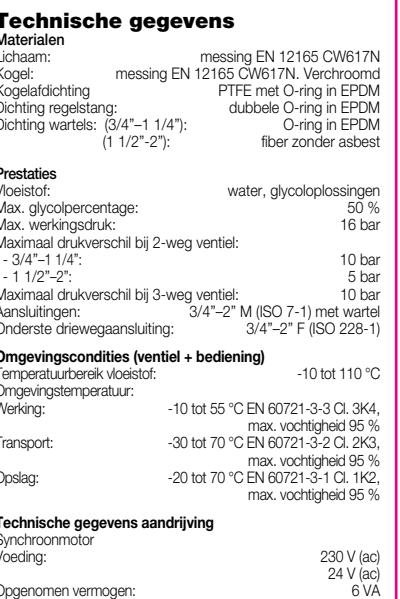 Technische gegevens
Materialen
Lichaam: messing EN 12165 CW617N
Kogel: messing EN 12165 CW617N. Verchroomd
Kogelafdichting PTFE met O-ring in EPDM
Dichting regelstang: dubbele O-ring in EPDM
Dichting wartels: (3/4"–1 1/4"): O-ring in EPDM
(1 1/2"-2"): fiber zonder asbest
Prestaties
Vloeistof: water, glycoloplossingen
Max. glycolpercentage: 50 %
Max. werkingsdruk: 16 bar
Maximaal drukverschil bij 2-weg ventiel:
- 3/4"–1 1/4": 10 bar
- 1 1/2"–2": 5 bar
Maximaal drukverschil bij 3-weg ventiel: 10 bar
Aansluitingen: 3/4"–2" M (ISO 7-1) met wartel
Onderste driewegaansluiting: 3/4"–2" F (ISO 228-1)
Omgevingscondities (ventiel + bediening)
Temperatuurbereik vloeistof: -10 tot 110 °C
Omgevingstemperatuur:
Werking: -10 tot 55 °C EN 60721-3-3 Cl. 3K4,
max. vochtigheid 95 %
Transport: -30 tot 70 °C EN 60721-3-2 Cl. 2K3,
max. vochtigheid 95 %
Opslag: -20 tot 70 °C EN 60721-3-1 Cl. 1K2,
max. vochtigheid 95 %
Technische gegevens aandrijving
Synchroonmotor
Voeding: 230 V (ac)
24 V (ac)
Opgenomen vermogen: 6 VA